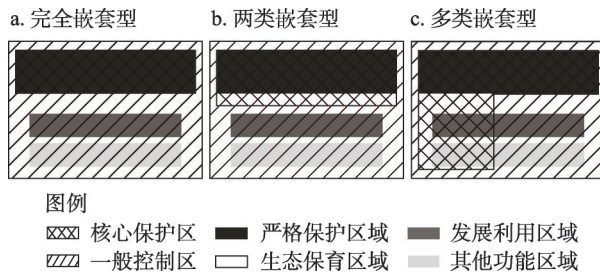 a. 完全嵌套型 b. 两类嵌套型 c. 多类嵌套型
图例
核心保护区 严格保护区域 发展利用区域
一般控制区 生态保育区域 其他功能区域